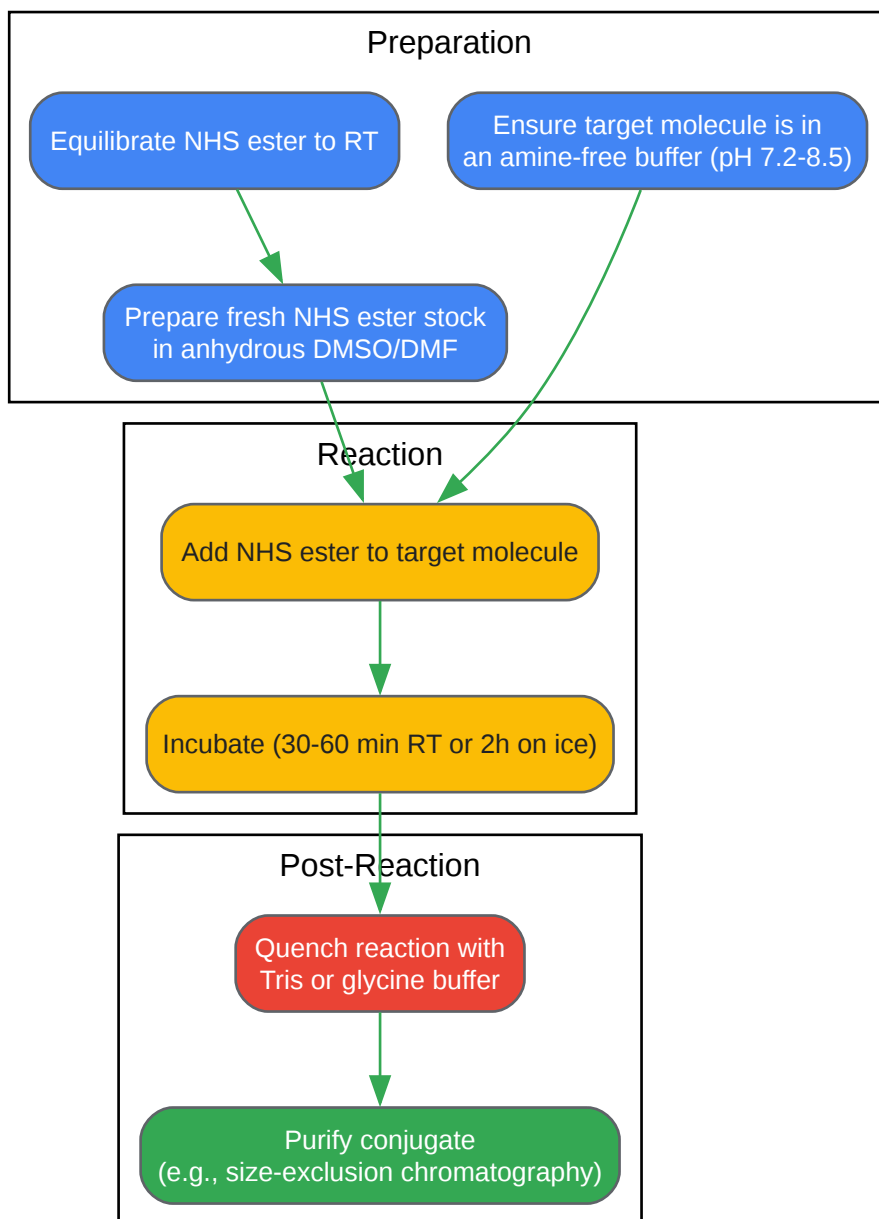 Preparation
Equilibrate NHS ester to RT
Ensure target molecule is in
an amine-free buffer (pH 7.2-8.5)
Prepare fresh NHS ester stock
in anhydrous DMSO/DMF
Reaction
Add NHS ester to target molecule
Incubate (30-60 min RT or 2h on ice)
Post-Reaction
Quench reaction with
Tris or glycine buffer
Purify conjugate
(e.g., size-exclusion chromatography)